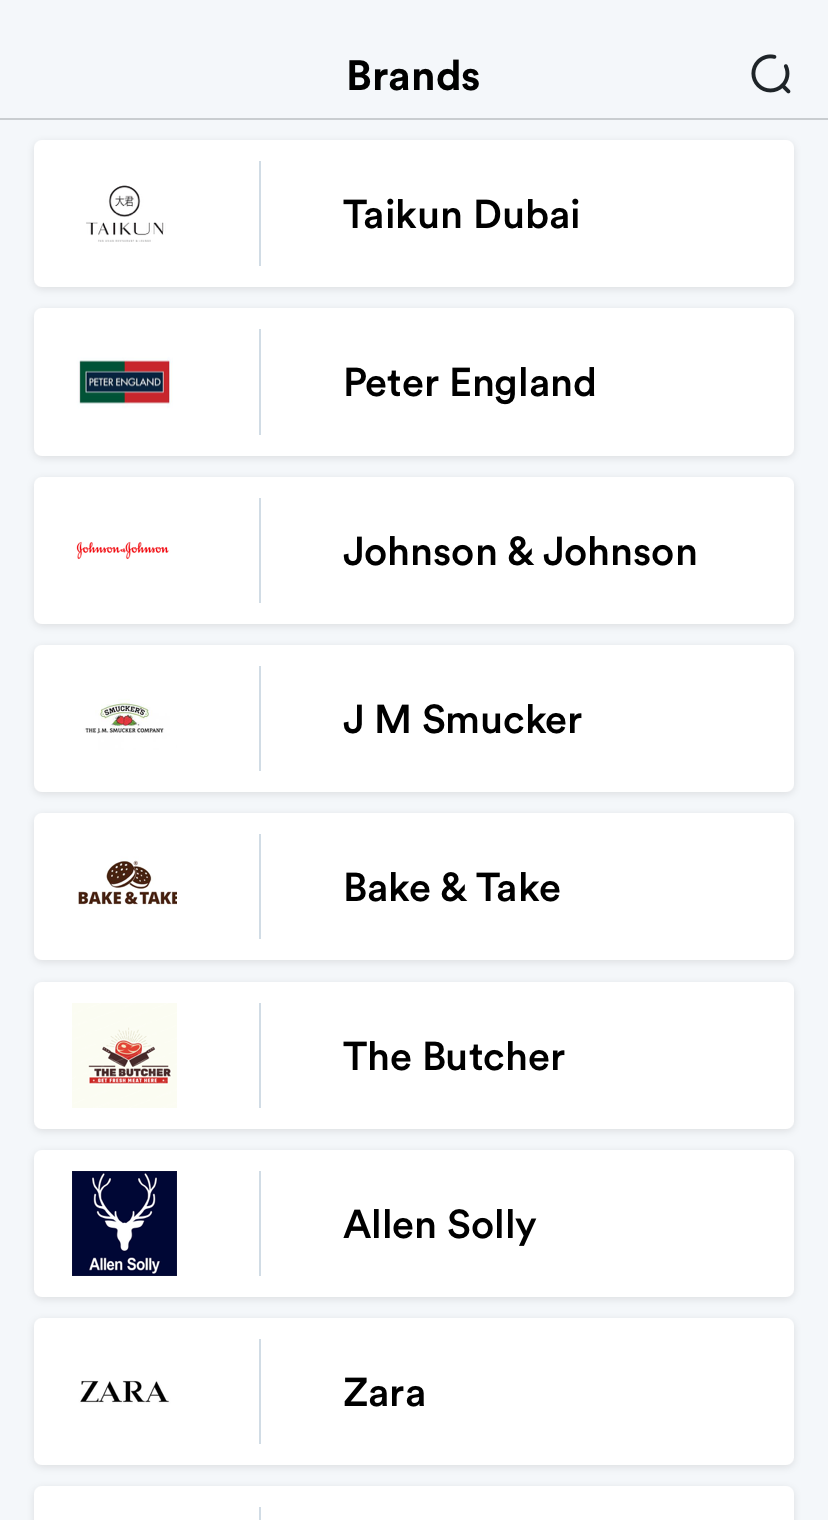 Brands
大君
TAIKUN
Taikun Dubai
PETER ENGLAND
Peter England
Johnson & Johnson
Johnson & Johnson
SMUCKER'S
THE J.M. SMUCKER COMPANY
J M Smucker
BAKE & TAKE
Bake & Take
THE BUTCHER
GET FRESH MEAT HERE
The Butcher
Allen Solly
Allen Solly
ZARA
Zara